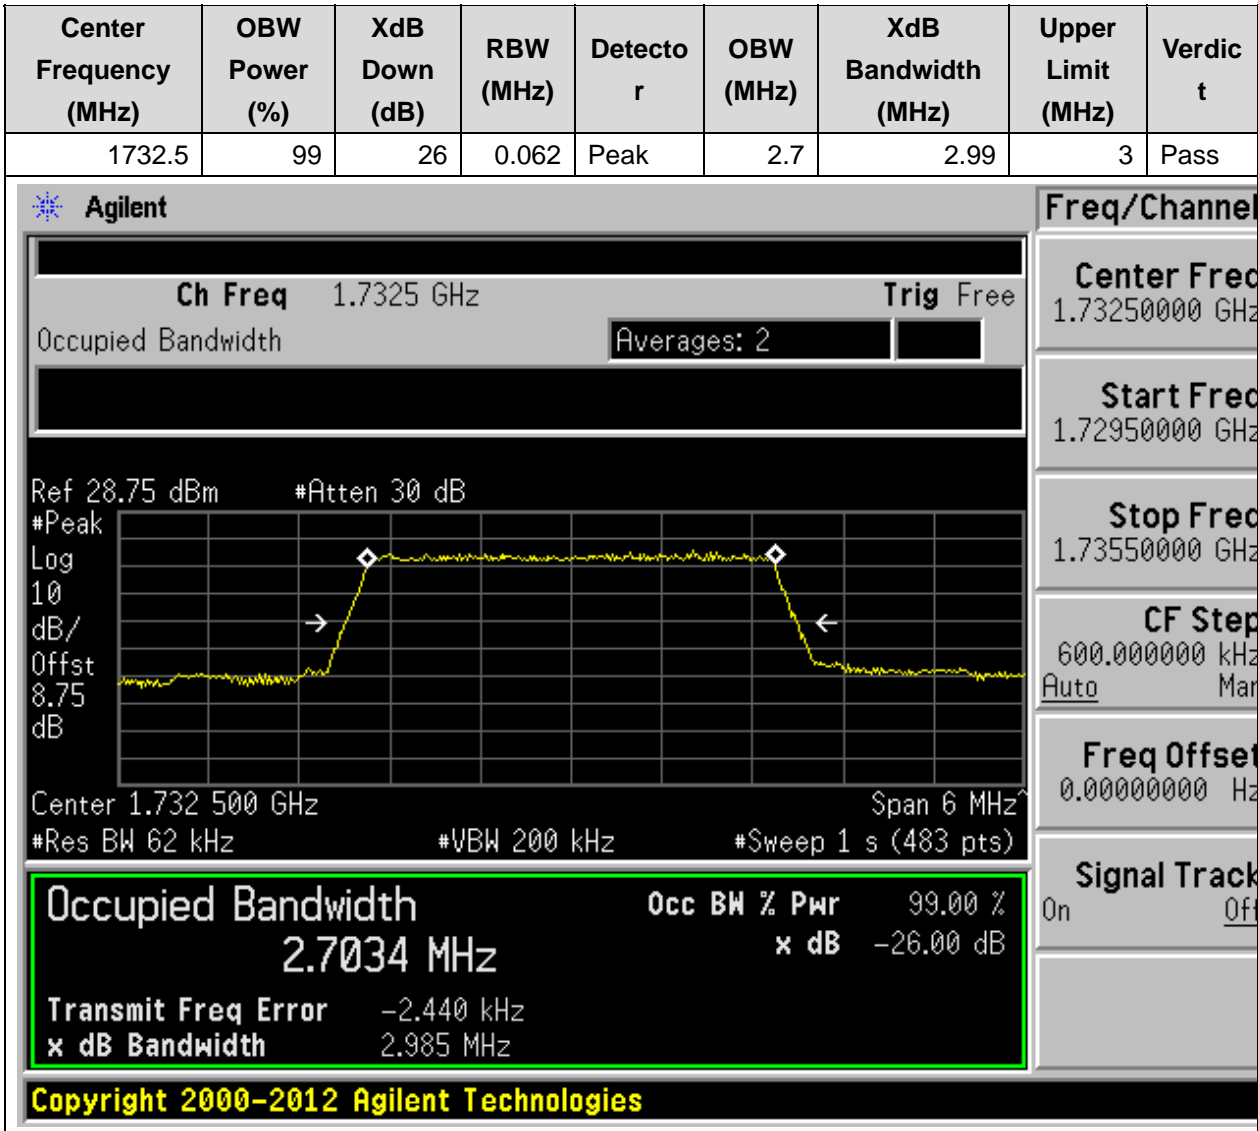 Center Frequency (MHz) OBW Power (%) XdB Down (dB) RBW (MHz) Detecto r OBW (MHz) XdB Bandwidth (MHz) Upper Limit (MHz) Verdic t
1732.5 99 26 0.062 Peak 2.7 2.99 3 Pass
Agilent
Freq/Channel
Ch Freq 1.7325 GHz Trig Free
Occupied Bandwidth Averages: 2
Ref 28.75 dBm #Atten 30 dB
#Peak
Log
10
dB/
Offst
8.75
dB
Center 1.732 500 GHz Span 6 MHz^
#Res BW 62 kHz #VBW 200 kHz #Sweep 1 s (483 pts)
Occupied Bandwidth
2.7034 MHz
Occ BW % Pwr 99.00 %
x dB -26.00 dB
Transmit Freq Error -2.440 kHz
x dB Bandwidth 2.985 MHz
Center Freq
1.73250000 GHz
Start Freq
1.72950000 GHz
Stop Freq
1.73550000 GHz
CF Step
600.000000 kHz
Auto Man
Freq Offset
0.00000000 Hz
Signal Track
On Off
Copyright 2000-2012 Agilent Technologies